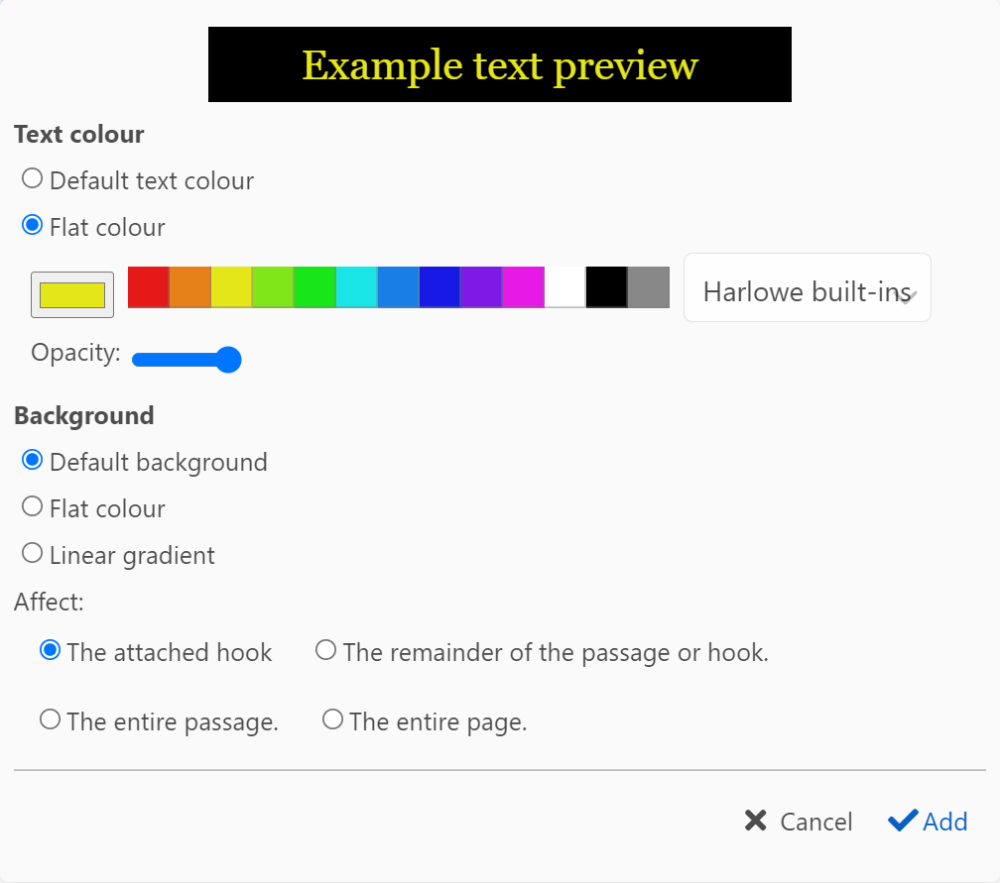 Example text preview
Text colour
Default text colour
Flat colour
Harlowe built-ins
Opacity:
Background
Default background
Flat colour
Linear gradient
Affect:
The attached hook The remainder of the passage or hook.
The entire passage. The entire page.
Cancel Add